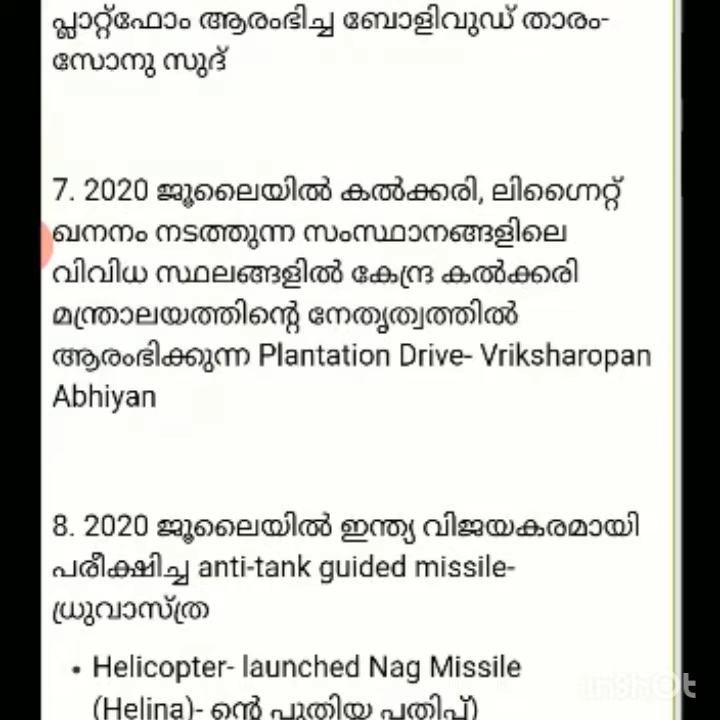 പ്ലാറ്റ്ഫോം ആരംഭിച്ച ബോളിവുഡ് താരം-
സോനു സുദ്
7. 2020 ജൂലൈയിൽ കൽക്കരി, ലിഗ്നൈറ്റ്
ഖനനം നടത്തുന്ന സംസ്ഥാനങ്ങളിലെ
വിവിധ സ്ഥലങ്ങളിൽ കേന്ദ്ര കൽക്കരി
മന്ത്രാലയത്തിന്റെ നേതൃത്വത്തിൽ
ആരംഭിക്കുന്ന Plantation Drive- Vriksharopan
Abhiyan
8. 2020 ജൂലൈയിൽ ഇന്ത്യ വിജയകരമായി
പരീക്ഷിച്ച anti-tank guided missile-
ധ്രുവാസ്ത്ര
• Helicopter- launched Nag Missile
(Helina)- ന്റെ പുതിയ പതിപ്പ്)
inshot